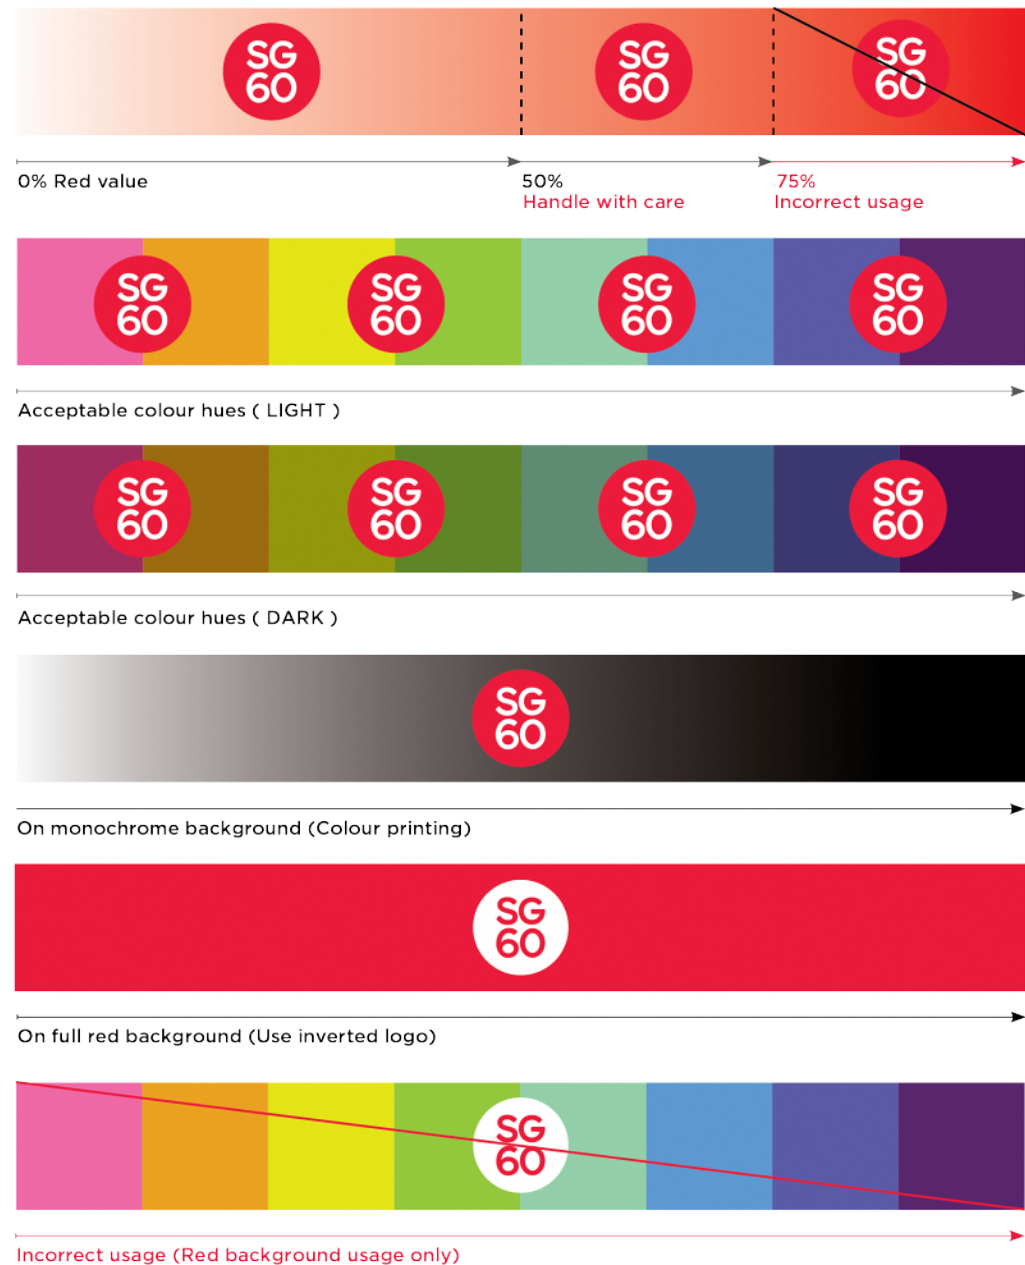 SG
60
SG
60
SG
60
0% Red value
50%
Handle with care
75%
Incorrect usage
SG
60
SG
60
SG
60
SG
60
Acceptable colour hues ( LIGHT )
SG
60
SG
60
SG
60
SG
60
Acceptable colour hues ( DARK )
SG
60
On monochrome background (Colour printing)
SG
60
On full red background (Use inverted logo)
SG
60
Incorrect usage (Red background usage only)